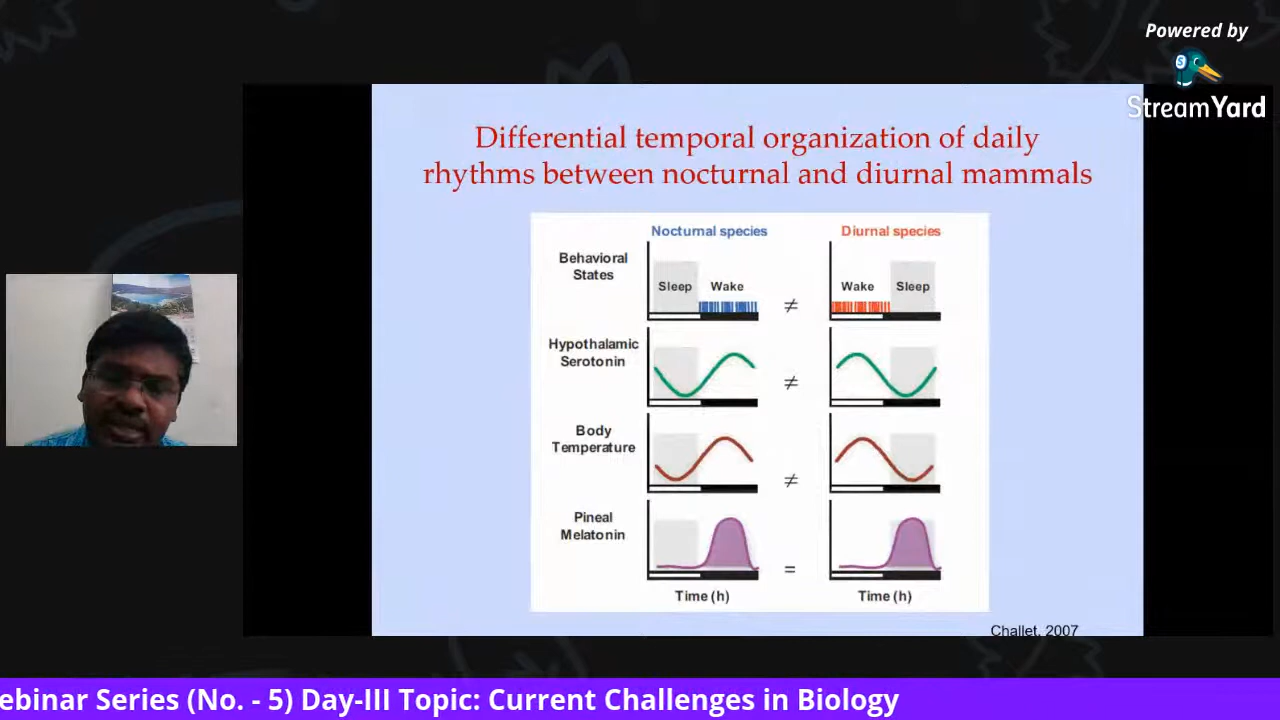 Powered by
StreamYard
Differential temporal organization of daily
rhythms between nocturnal and diurnal mammals
Nocturnal species
Diurnal species
Behavioral
States
Sleep
Wake
≠
Wake
Sleep
Hypothalamic
Serotonin
≠
Body
Temperature
≠
Pineal
Melatonin
=
Time (h)
Time (h)
Challet, 2007
ebinar Series (No. - 5) Day-III Topic: Current Challenges in Biology